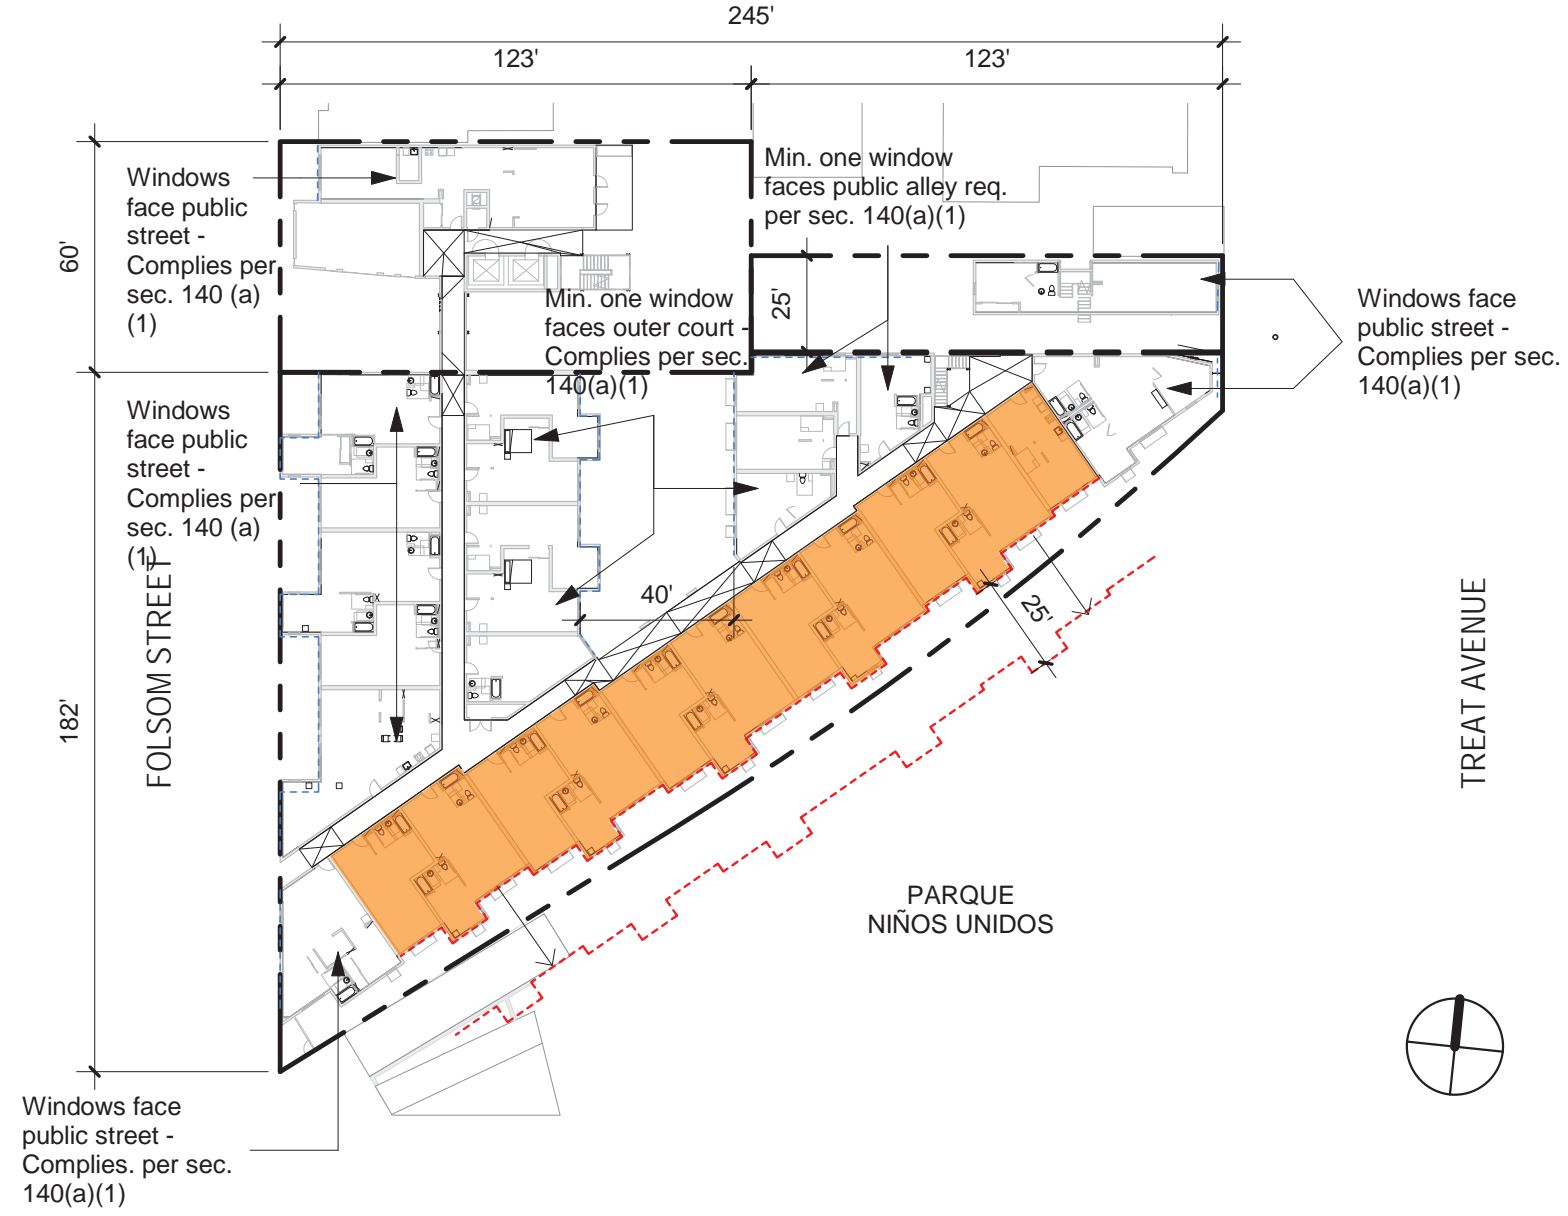 245'
123'
123'
60'
Windows
face public
street -
Complies per
sec. 140 (a)
(1)
Min. one window
faces public alley req.
per sec. 140(a)(1)
25'
Min. one window
faces outer court -
Complies per sec.
140(a)(1)
Windows face
public street -
Complies per sec.
140(a)(1)
Windows
face public
street -
Complies per
sec. 140 (a)
(1)
40'
25'
182'
FOLSOM STREET
TREAT AVENUE
PARQUE
NIÑOS UNIDOS
Windows face
public street -
Complies. per sec.
140(a)(1)